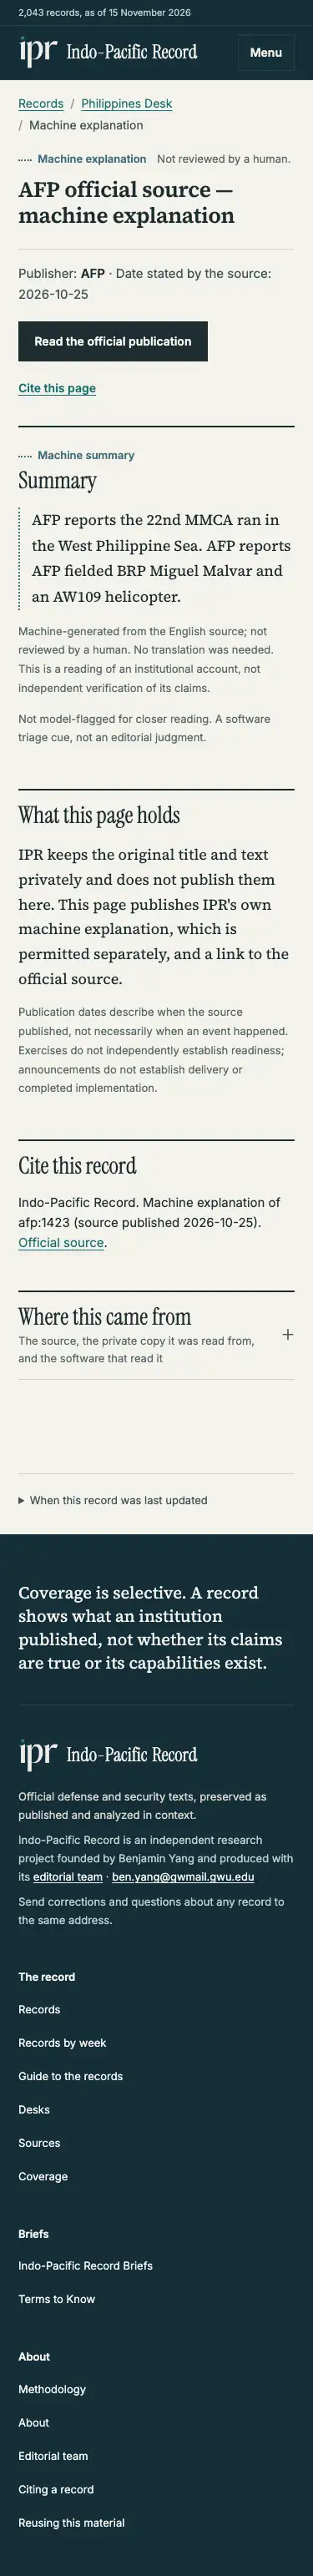 2,043 records, as of 15 November 2026
ipr Indo-Pacific Record
Menu
Records / Philippines Desk
/ Machine explanation
Machine explanation Not reviewed by a human.
AFP official source —
machine explanation
Publisher: AFP · Date stated by the source:
2026-10-25
Read the official publication
Cite this page
Machine summary
Summary
AFP reports the 22nd MMCA ran in
the West Philippine Sea. AFP reports
AFP fielded BRP Miguel Malvar and
an AW109 helicopter.
Machine-generated from the English source; not
reviewed by a human. No translation was needed.
This is a reading of an institutional account, not
independent verification of its claims.
Not model-flagged for closer reading. A software
triage cue, not an editorial judgment.
What this page holds
IPR keeps the original title and text
privately and does not publish them
here. This page publishes IPR's own
machine explanation, which is
permitted separately, and a link to the
official source.
Publication dates describe when the source
published, not necessarily when an event happened.
Exercises do not independently establish readiness;
announcements do not establish delivery or
completed implementation.
Cite this record
Indo-Pacific Record. Machine explanation of
afp:1423 (source published 2026-10-25).
Official source.
Where this came from
The source, the private copy it was read from,
and the software that read it
+
▶ When this record was last updated
Coverage is selective. A record
shows what an institution
published, not whether its claims
are true or its capabilities exist.
ipr Indo-Pacific Record
Official defense and security texts, preserved as
published and analyzed in context.
Indo-Pacific Record is an independent research
project founded by Benjamin Yang and produced with
its editorial team · ben.yang@gwmail.gwu.edu
Send corrections and questions about any record to
the same address.
The record
Records
Records by week
Guide to the records
Desks
Sources
Coverage
Briefs
Indo-Pacific Record Briefs
Terms to Know
About
Methodology
About
Editorial team
Citing a record
Reusing this material